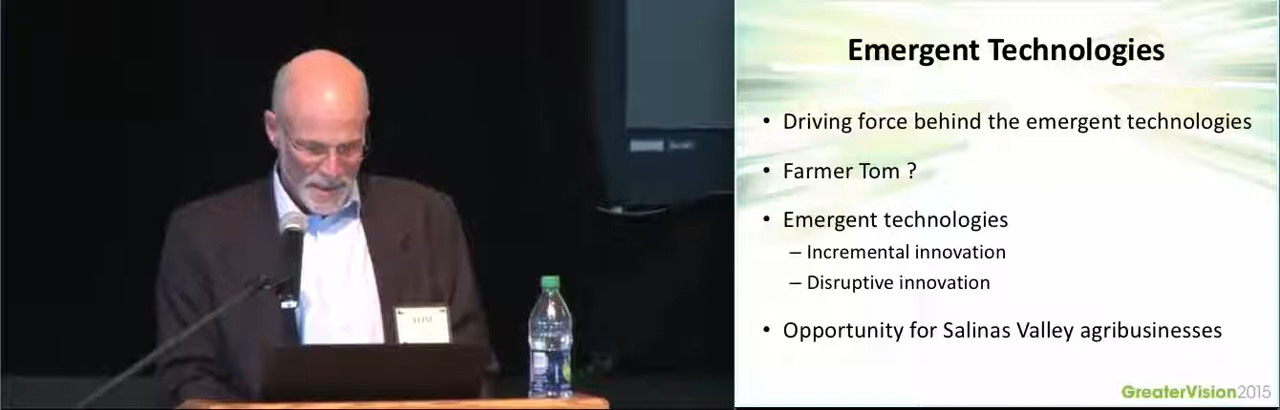 TOM
Emergent Technologies
• Driving force behind the emergent technologies
• Farmer Tom ?
• Emergent technologies
– Incremental innovation
– Disruptive innovation
• Opportunity for Salinas Valley agribusinesses
GreaterVision2015